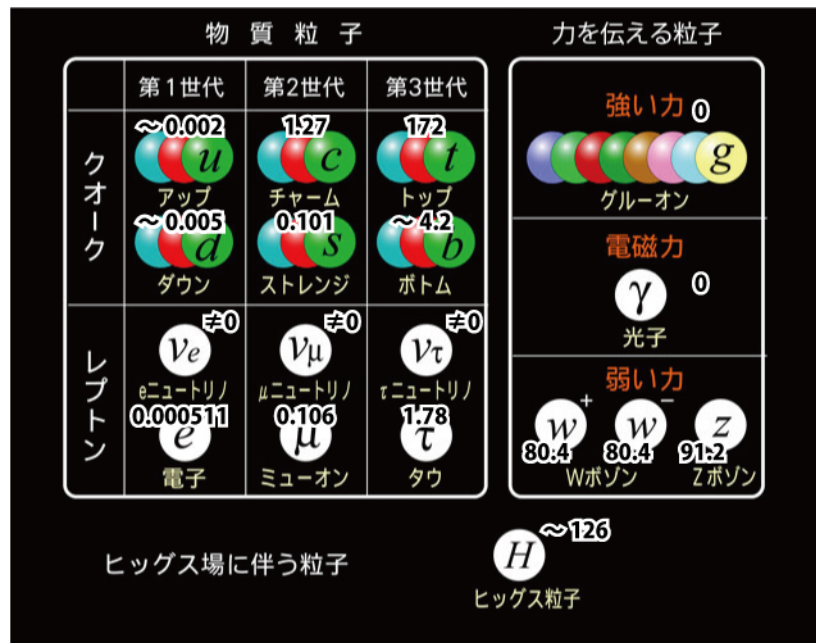 物質粒子
力を伝える粒子
第1世代 第2世代 第3世代
クオーク
～0.002 1.27 172
u c t
アップ チャーム トップ
～0.005 0.101 ～4.2
d s b
ダウン ストレンジ ボトム
レプトン
≠0 ≠0 ≠0
νe νμ ντ
eニュートリノ μニュートリノ τニュートリノ
0.000511 0.106 1.78
e μ τ
電子 ミューオン タウ
強い力 0
g
グルーオン
電磁力
γ 0
光子
弱い力
w+ w− z
80.4 80.4 91.2
Wボゾン Zボゾン
ヒッグス場に伴う粒子
～126
H
ヒッグス粒子